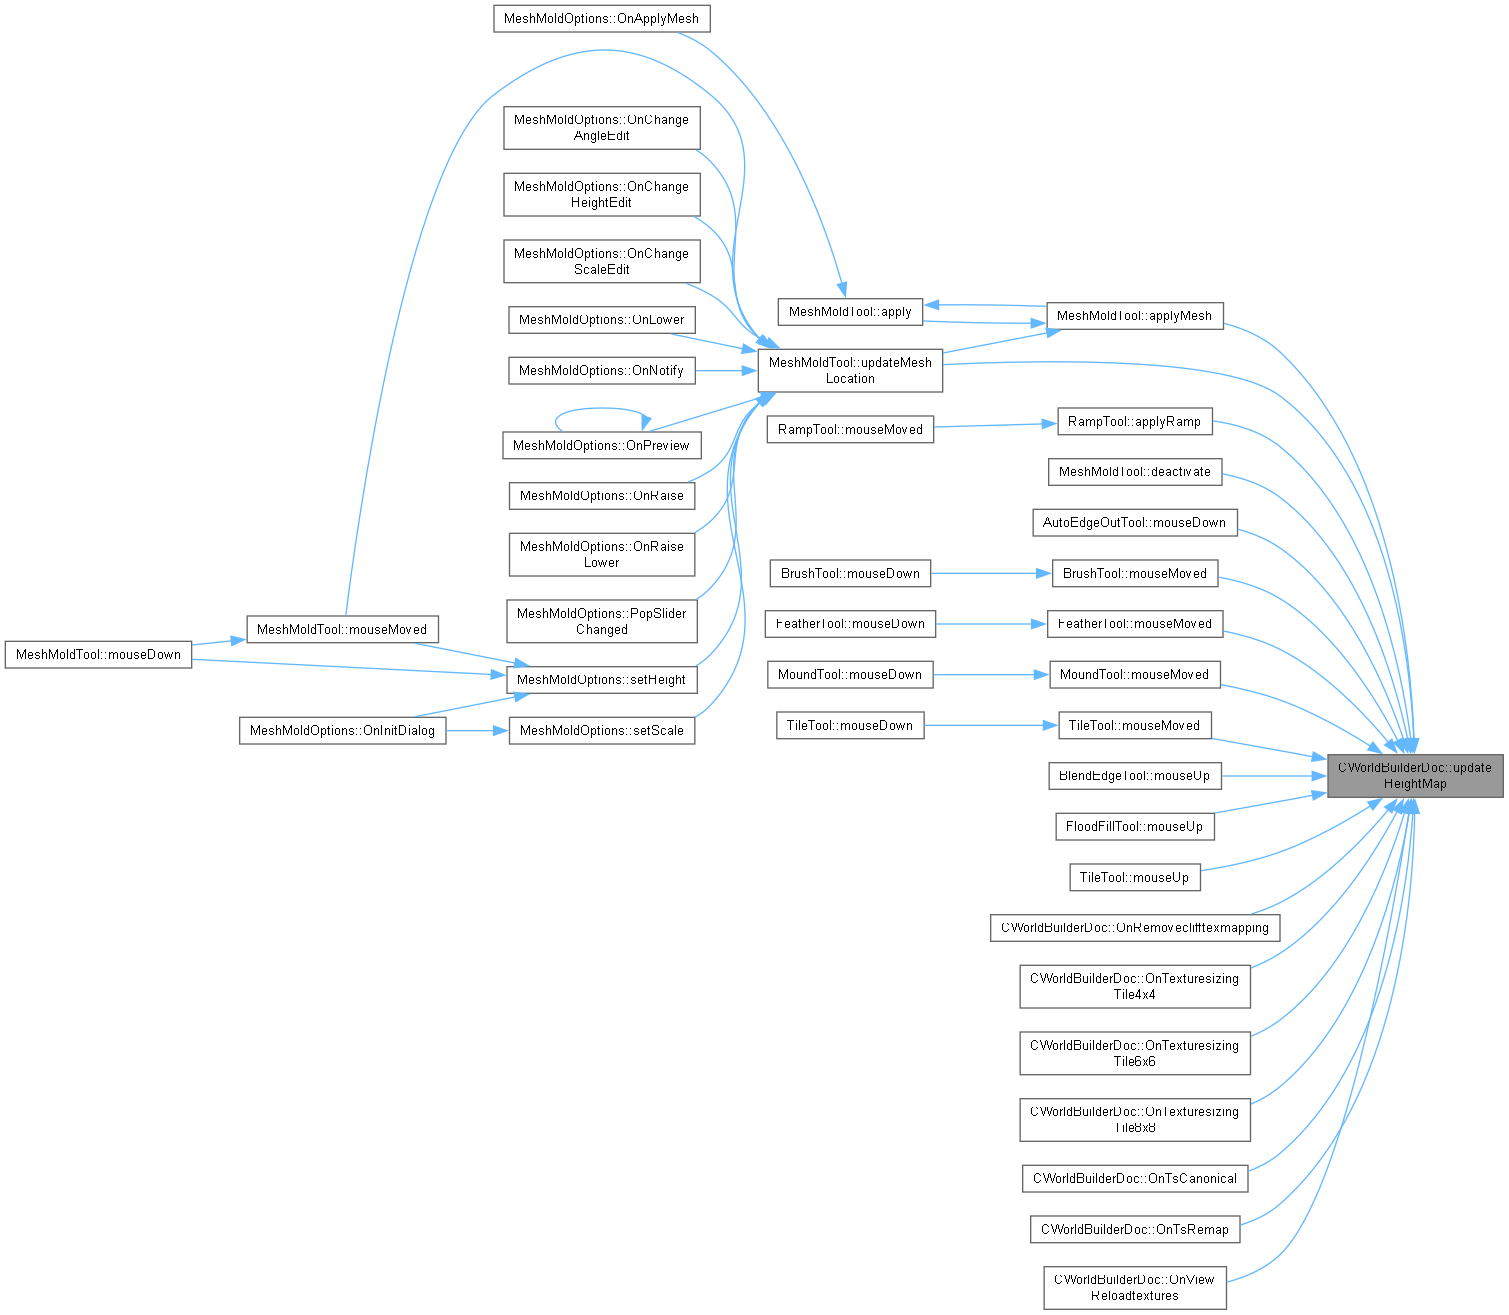 MeshMoldOptions::OnApplyMesh
MeshMoldOptions::OnChange
AngleEdit
MeshMoldOptions::OnChange
HeightEdit
MeshMoldOptions::OnChange
ScaleEdit
MeshMoldOptions::OnLower
MeshMoldOptions::OnNotify
MeshMoldOptions::OnPreview
MeshMoldOptions::OnRaise
MeshMoldOptions::OnRaise
Lower
MeshMoldOptions::PopSlider
Changed
MeshMoldTool::mouseMoved
MeshMoldTool::mouseDown
MeshMoldOptions::setHeight
MeshMoldOptions::OnInitDialog
MeshMoldOptions::setScale
MeshMoldTool::apply
MeshMoldTool::applyMesh
MeshMoldTool::updateMesh
Location
RampTool::mouseMoved
RampTool::applyRamp
MeshMoldTool::deactivate
AutoEdgeOutTool::mouseDown
BrushTool::mouseDown
BrushTool::mouseMoved
FeatherTool::mouseDown
FeatherTool::mouseMoved
MoundTool::mouseDown
MoundTool::mouseMoved
TileTool::mouseDown
TileTool::mouseMoved
BlendEdgeTool::mouseUp
FloodFillTool::mouseUp
TileTool::mouseUp
CWorldBuilderDoc::OnRemoveclifftexmapping
CWorldBuilderDoc::OnTexturesizing
Tile4x4
CWorldBuilderDoc::OnTexturesizing
Tile6x6
CWorldBuilderDoc::OnTexturesizing
Tile8x8
CWorldBuilderDoc::OnTsCanonical
CWorldBuilderDoc::OnTsRemap
CWorldBuilderDoc::OnView
Reloadtextures
CWorldBuilderDoc::update
HeightMap